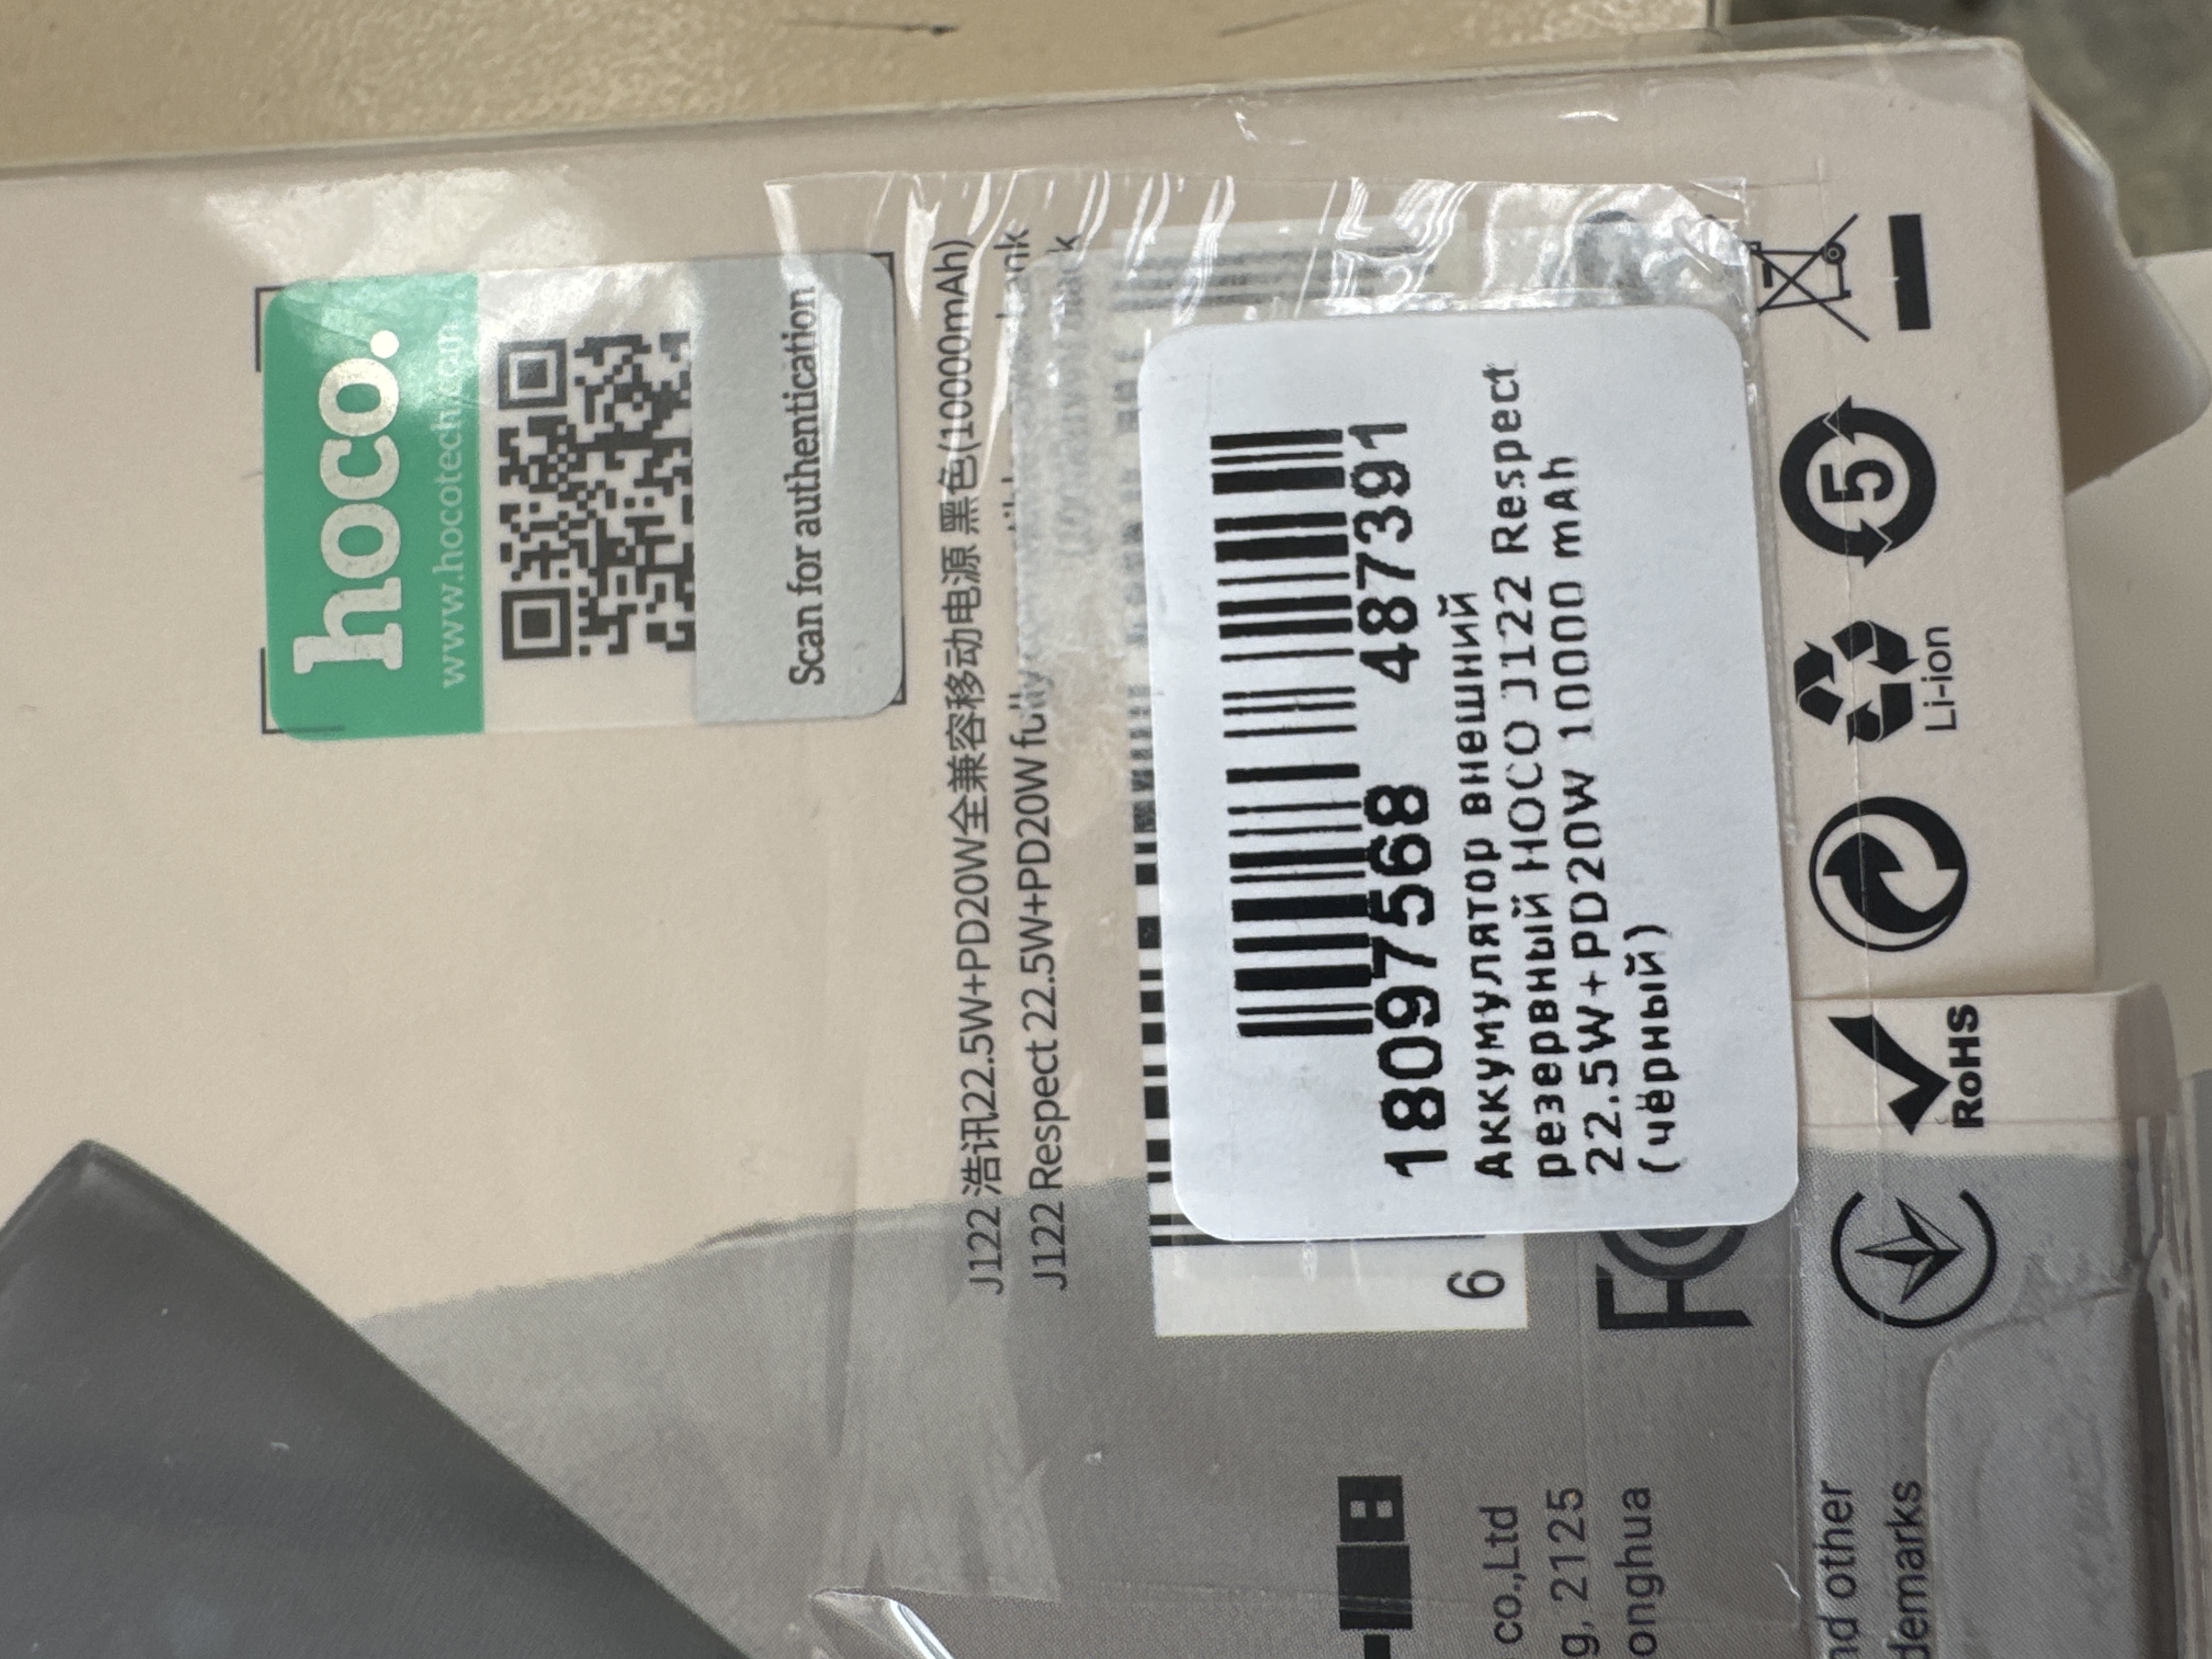 hoco.
www.hocotech.com
Scan for authentication
J122 浩讯22.5W+PD20W全兼容移动电源 黑色(10000mAh)
J122 Respect 22.5W+PD20W fully
18097568 487391
Аккумулятор внешний
резервный HOCO J122 Respect
22.5W+PD20W 10000 mAh
(чёрный)
6
5
Li-ion
RoHS
co.,Ltd
g, 2125
onghua
nd other
demarks